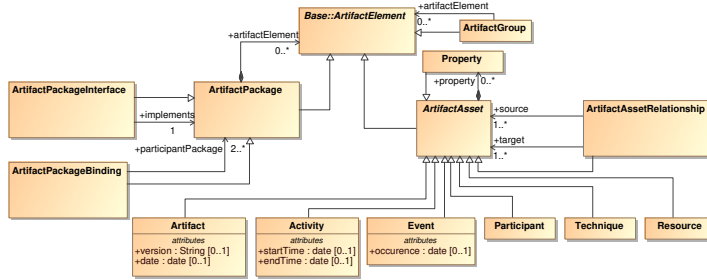 Base::ArtifactElement
+artifactElement
0..*
ArtifactGroup
+artifactElement
0..*
Property
+property
0..*
ArtifactPackageInterface
+implements
1
ArtifactPackage
ArtifactAsset
+source
1..*
+target
1..*
ArtifactAssetRelationship
+participantPackage
2..*
ArtifactPackageBinding
Artifact
attributes
+version : String [0..1]
+date : date [0..1]
Activity
attributes
+startTime : date [0..1]
+endTime : date [0..1]
Event
attributes
+occurence : date [0..1]
Participant
Technique
Resource